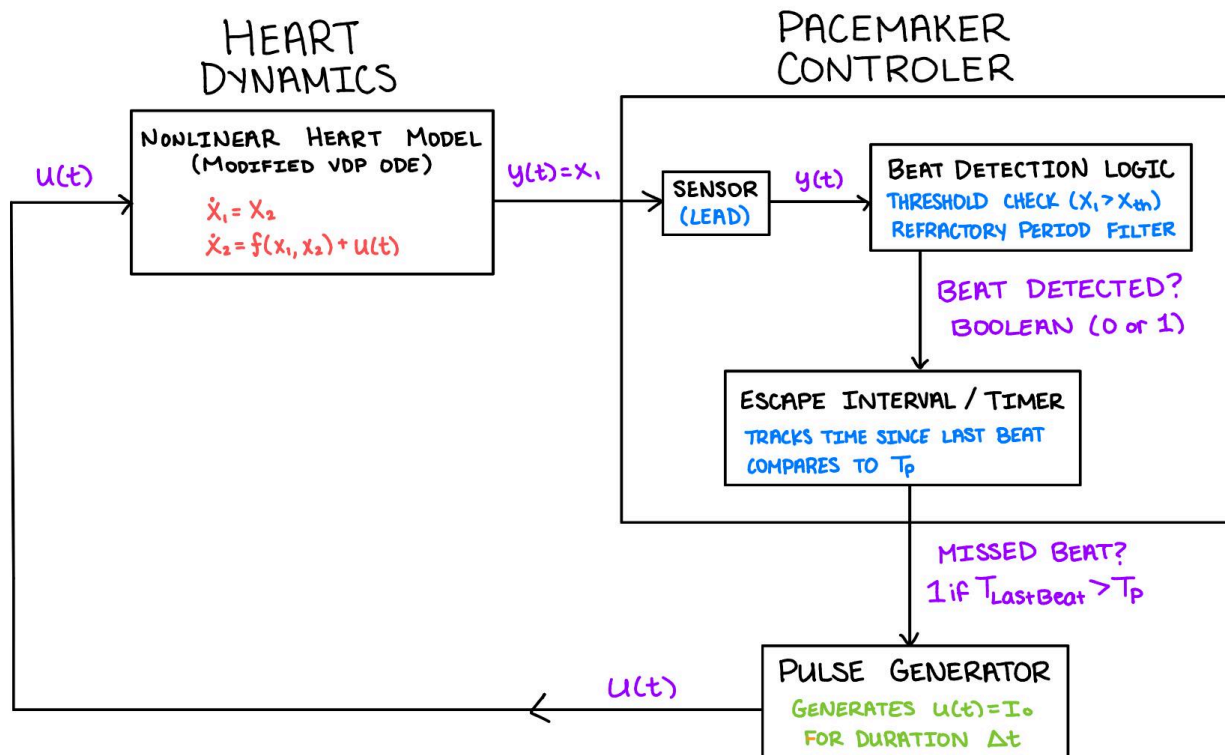 HEART
DYNAMICS
NONLINEAR HEART MODEL
(MODIFIED VDP ODE)
ẋ₁ = x₂
ẋ₂ = f(x₁, x₂) + u(t)
u(t)
y(t) = x₁
PACEMAKER
CONTROLER
SENSOR
(LEAD)
y(t)
BEAT DETECTION LOGIC
THRESHOLD CHECK (x₁ > xₜₕ)
REFRACTORY PERIOD FILTER
BEAT DETECTED?
BOOLEAN (0 or 1)
ESCAPE INTERVAL / TIMER
TRACKS TIME SINCE LAST BEAT
COMPARES TO Tₚ
MISSED BEAT?
1 if T_LastBeat > Tₚ
PULSE GENERATOR
GENERATES u(t) = I₀
FOR DURATION Δt
u(t)